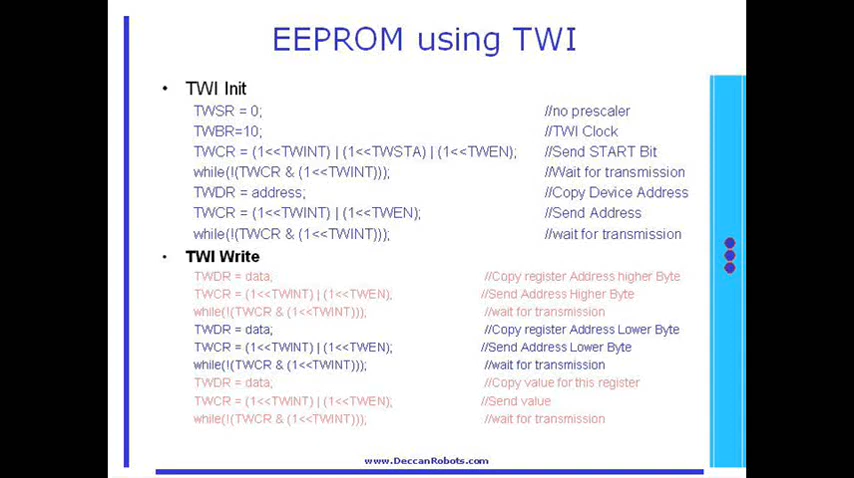 EEPROM using TWI
• TWI Init
TWSR = 0; //no prescaler
TWBR=10; //TWI Clock
TWCR = (1<<TWINT) | (1<<TWSTA) | (1<<TWEN); //Send START Bit
while(!(TWCR & (1<<TWINT))); //Wait for transmission
TWDR = address; //Copy Device Address
TWCR = (1<<TWINT) | (1<<TWEN); //Send Address
while(!(TWCR & (1<<TWINT))); //wait for transmission
• TWI Write
TWDR = data; //Copy register Address higher Byte
TWCR = (1<<TWINT) | (1<<TWEN); //Send Address Higher Byte
while(!(TWCR & (1<<TWINT))); //wait for transmission
TWDR = data; //Copy register Address Lower Byte
TWCR = (1<<TWINT) | (1<<TWEN); //Send Address Lower Byte
while(!(TWCR & (1<<TWINT))); //wait for transmission
TWDR = data; //Copy value for this register
TWCR = (1<<TWINT) | (1<<TWEN); //Send value
while(!(TWCR & (1<<TWINT))); //wait for transmission
www.DeccanRobots.com